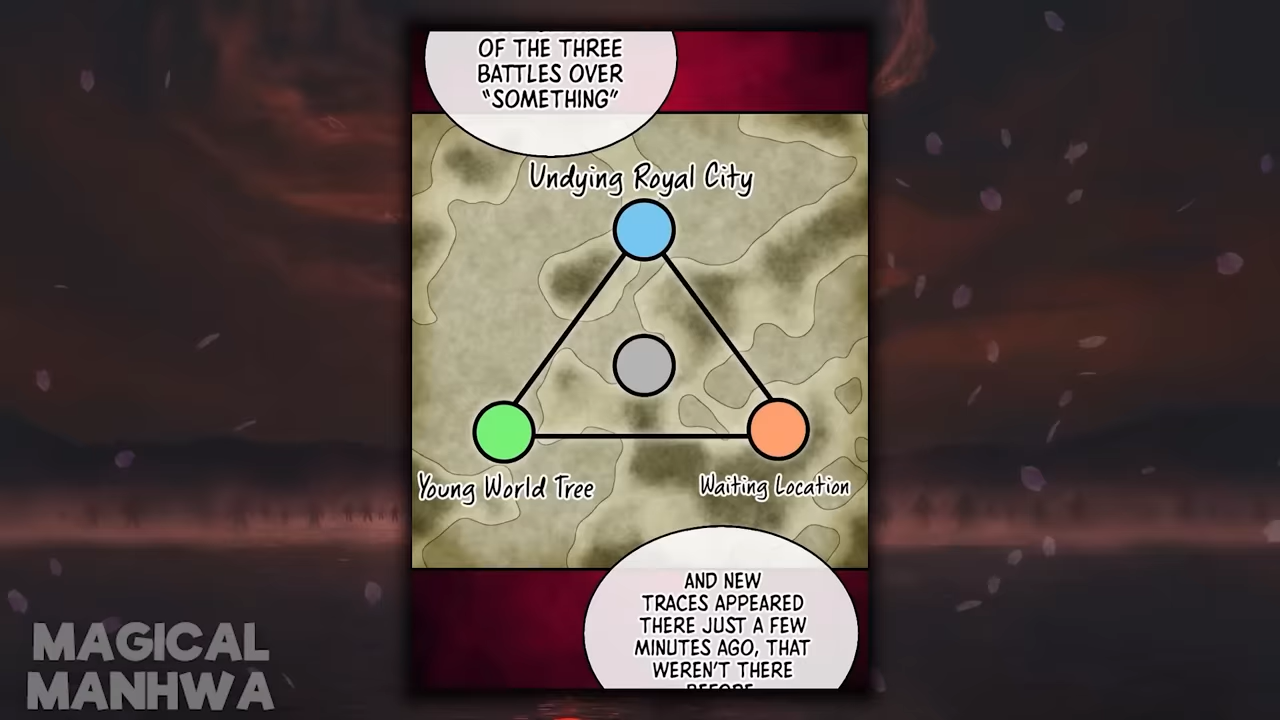 OF THE THREE
BATTLES OVER
"SOMETHING"
Undying Royal City
Young World Tree
Waiting Location
AND NEW
TRACES APPEARED
THERE JUST A FEW
MINUTES AGO, THAT
WEREN'T THERE
BEFORE
MAGICAL
MANHWA